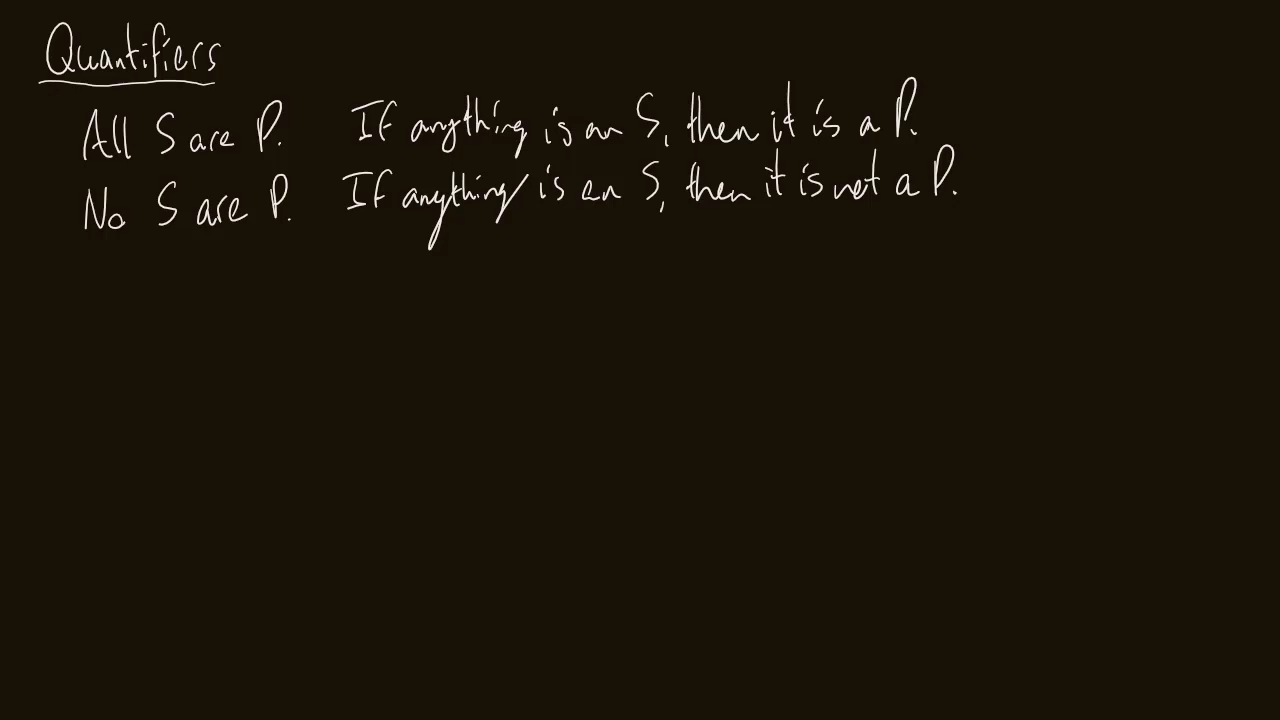 Quantifiers
All S are P. If anything is an S, then it is a P.
No S are P. If anything is an S, then it is not a P.